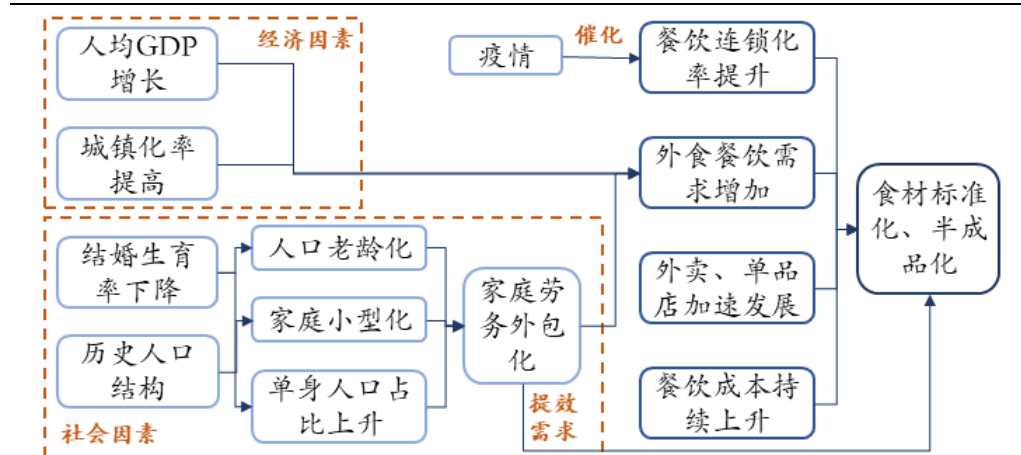 人均GDP
增长
经济因素
城镇化率
提高
疫情
催化
餐饮连锁化
率提升
外食餐饮需
求增加
外卖、单品
店加速发展
餐饮成本持
续上升
食材标准
化、半成
品化
结婚生育
率下降
历史人口
结构
人口老龄化
家庭小型化
单身人口占
比上升
家庭劳
务外包
化
提效
需求
社会因素